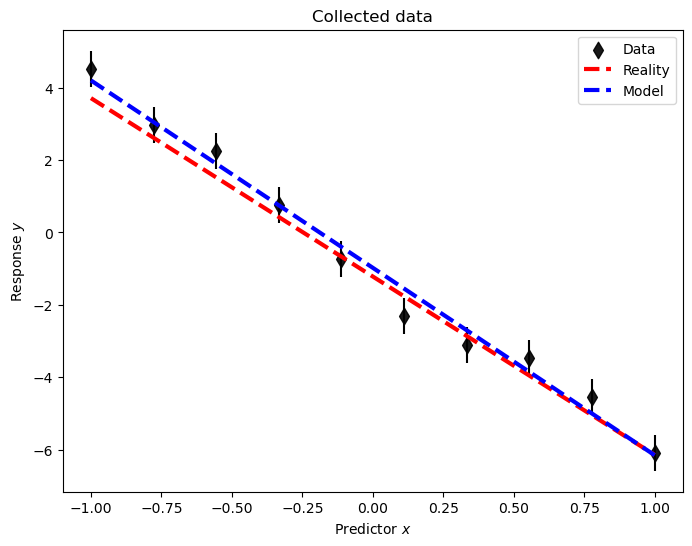 Collected data
Data
Reality
Model
Response y
4
2
0
−2
−4
−6
−1.00 −0.75 −0.50 −0.25 0.00 0.25 0.50 0.75 1.00
Predictor x